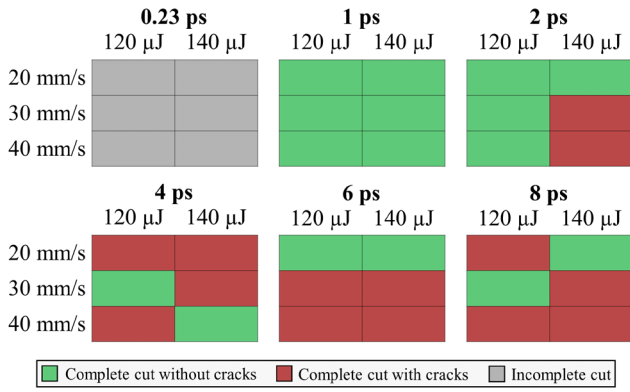 0.23 ps 1 ps 2 ps
120 μJ 140 μJ 120 μJ 140 μJ 120 μJ 140 μJ
20 mm/s
30 mm/s
40 mm/s
4 ps 6 ps 8 ps
120 μJ 140 μJ 120 μJ 140 μJ 120 μJ 140 μJ
20 mm/s
30 mm/s
40 mm/s
Complete cut without cracks Complete cut with cracks Incomplete cut